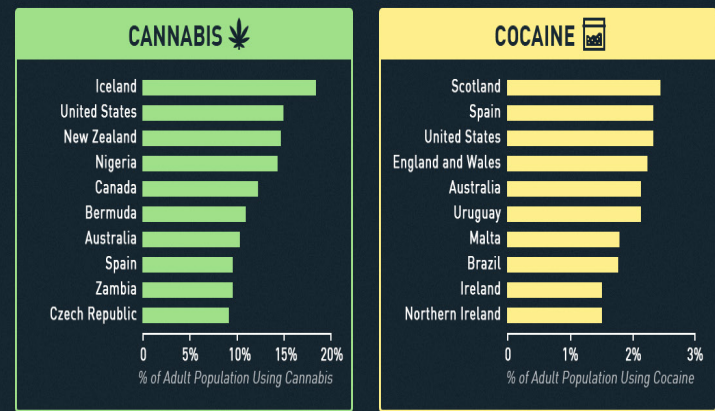 CANNABIS
Iceland
United States
New Zealand
Nigeria
Canada
Bermuda
Australia
Spain
Zambia
Czech Republic
0 5% 10% 15% 20%
% of Adult Population Using Cannabis
COCAINE
Scotland
Spain
United States
England and Wales
Australia
Uruguay
Malta
Brazil
Ireland
Northern Ireland
0 1% 2% 3%
% of Adult Population Using Cocaine